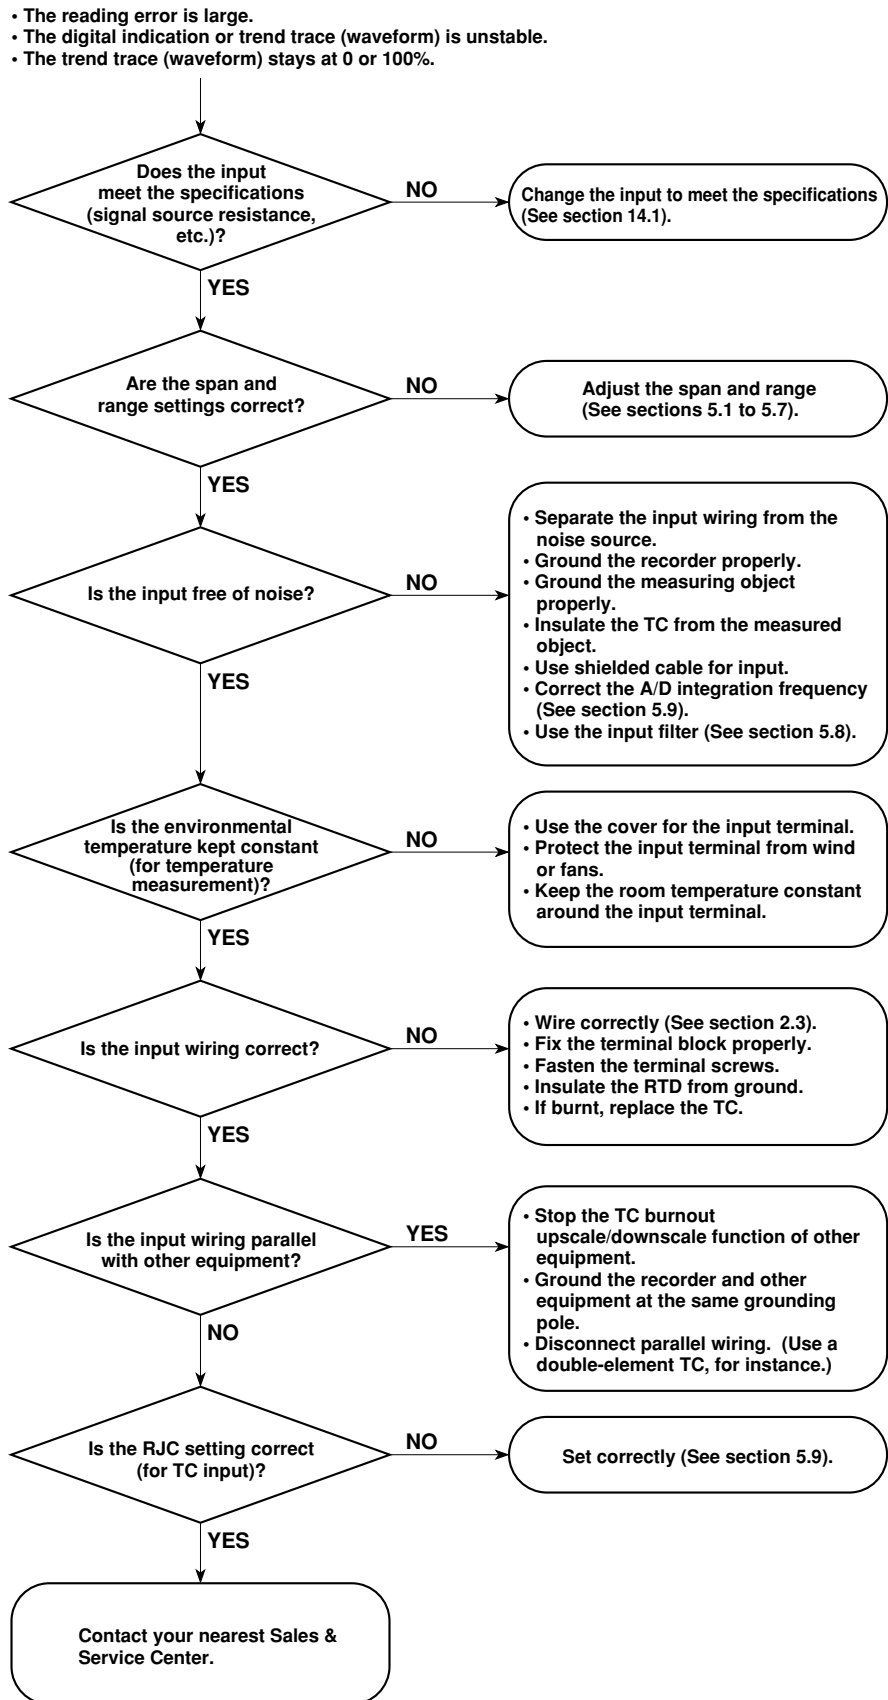 • The reading error is large.
• The digital indication or trend trace (waveform) is unstable.
• The trend trace (waveform) stays at 0 or 100%.
Does the input
meet the specifications
(signal source resistance,
etc.)?
NO
Change the input to meet the specifications
(See section 14.1).
YES
Are the span and
range settings correct?
NO
Adjust the span and range
(See sections 5.1 to 5.7).
YES
Is the input free of noise?
NO
• Separate the input wiring from the
noise source.
• Ground the recorder properly.
• Ground the measuring object
properly.
• Insulate the TC from the measured
object.
• Use shielded cable for input.
• Correct the A/D integration frequency
(See section 5.9).
• Use the input filter (See section 5.8).
YES
Is the environmental
temperature kept constant
(for temperature
measurement)?
NO
• Use the cover for the input terminal.
• Protect the input terminal from wind
or fans.
• Keep the room temperature constant
around the input terminal.
YES
Is the input wiring correct?
NO
• Wire correctly (See section 2.3).
• Fix the terminal block properly.
• Fasten the terminal screws.
• Insulate the RTD from ground.
• If burnt, replace the TC.
YES
Is the input wiring parallel
with other equipment?
YES
• Stop the TC burnout
upscale/downscale function of other
equipment.
• Ground the recorder and other
equipment at the same grounding
pole.
• Disconnect parallel wiring. (Use a
double-element TC, for instance.)
NO
Is the RJC setting correct
(for TC input)?
NO
Set correctly (See section 5.9).
YES
Contact your nearest Sales &
Service Center.